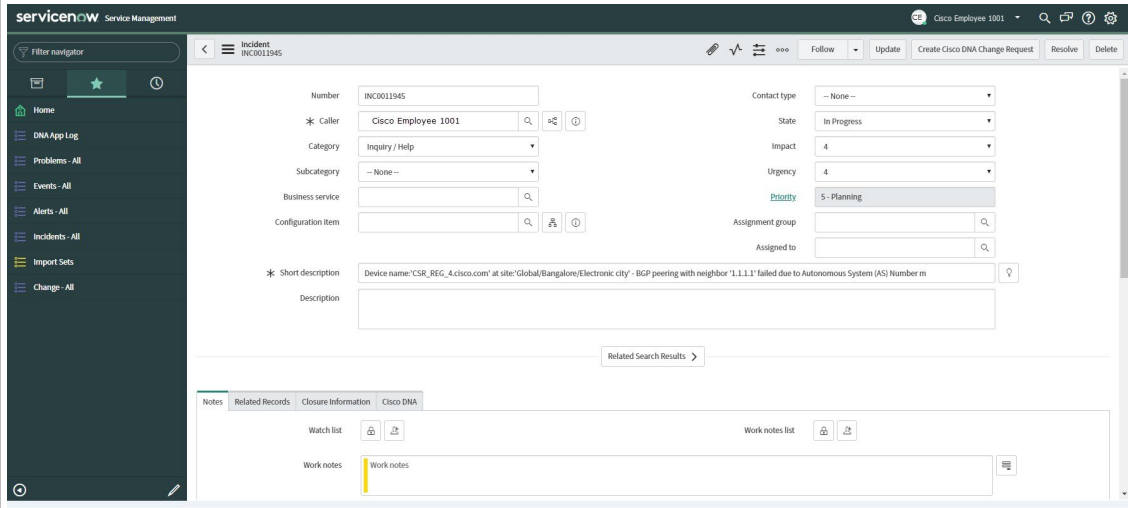 servicenow Service Management
CE Cisco Employee 1001
Filter navigator
Home
DNA App Log
Problems - All
Events - All
Alerts - All
Incidents - All
Import Sets
Change - All
Incident
INC0011945
Follow
Update
Create Cisco DNA Change Request
Resolve
Delete
Number INC0011945
Contact type -- None --
Caller Cisco Employee 1001
State In Progress
Category Inquiry / Help
Impact 4
Subcategory -- None --
Urgency 4
Business service
Priority 5 - Planning
Configuration item
Assignment group
Assigned to
Short description Device name:'CSR_REG_4.cisco.com' at site:'Global/Bangalore/Electronic city' - BGP peering with neighbor '1.1.1.1' failed due to Autonomous System (AS) Number m
Description
Related Search Results
Notes
Related Records
Closure Information
Cisco DNA
Watch list
Work notes list
Work notes Work notes